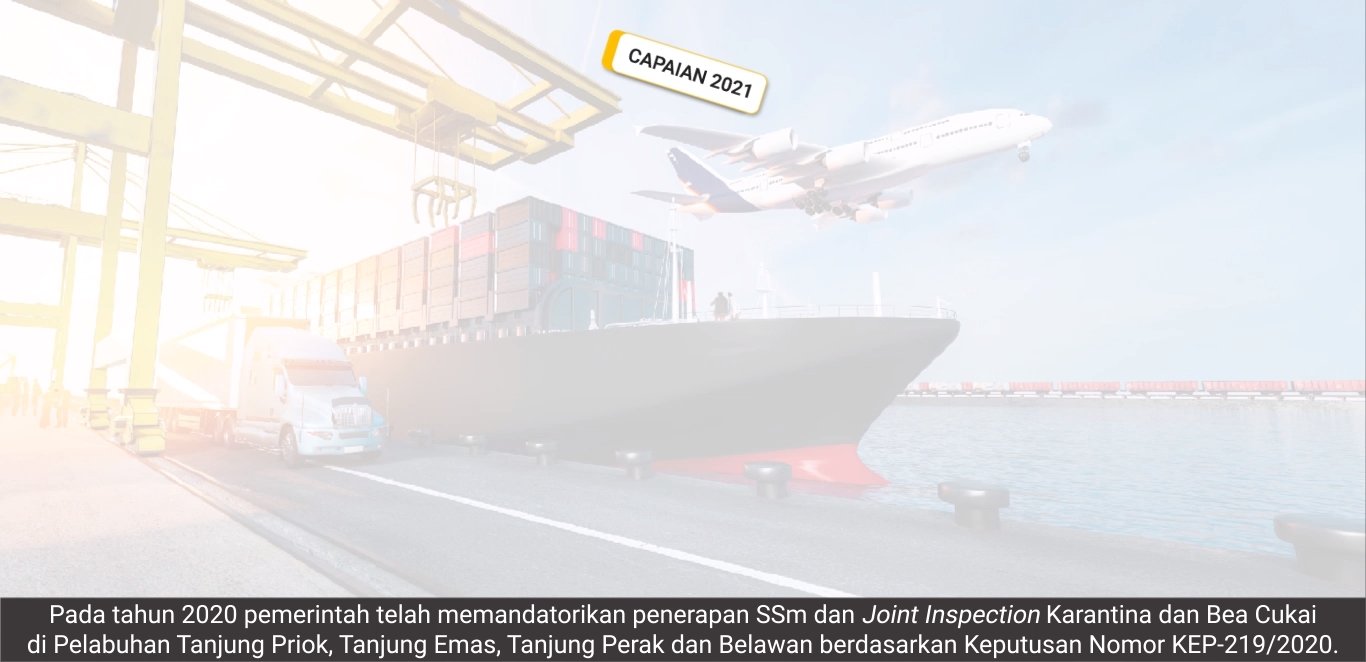 CAPAIAN 2021
Pada tahun 2020 pemerintah telah memandatorikan penerapan SSm dan Joint Inspection Karantina dan Bea Cukai
di Pelabuhan Tanjung Priok, Tanjung Emas, Tanjung Perak dan Belawan berdasarkan Keputusan Nomor KEP-219/2020.